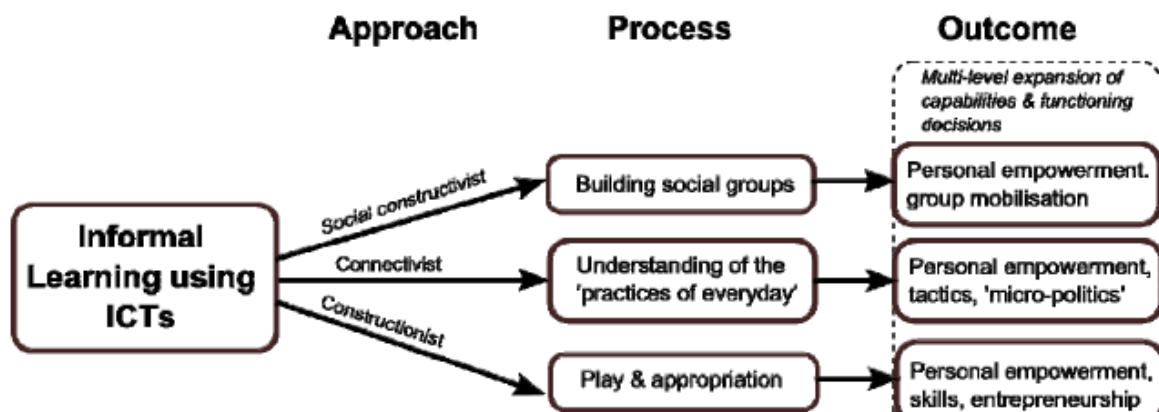 Approach Process Outcome
Multi-level expansion of
capabilities & functioning
decisions
Informal
Learning using
ICTs
Social constructivist
Building social groups
Personal empowerment.
group mobilisation
Connectivist
Understanding of the
'practices of everyday'
Personal empowerment,
tactics, 'micro-politics'
Constructionist
Play & appropriation
Personal empowerment,
skills, entrepreneurship